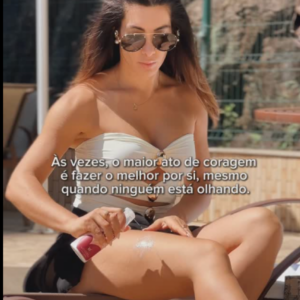 Às vezes, o maior ato de coragem
é fazer o melhor por si, mesmo
quando ninguém está olhando.